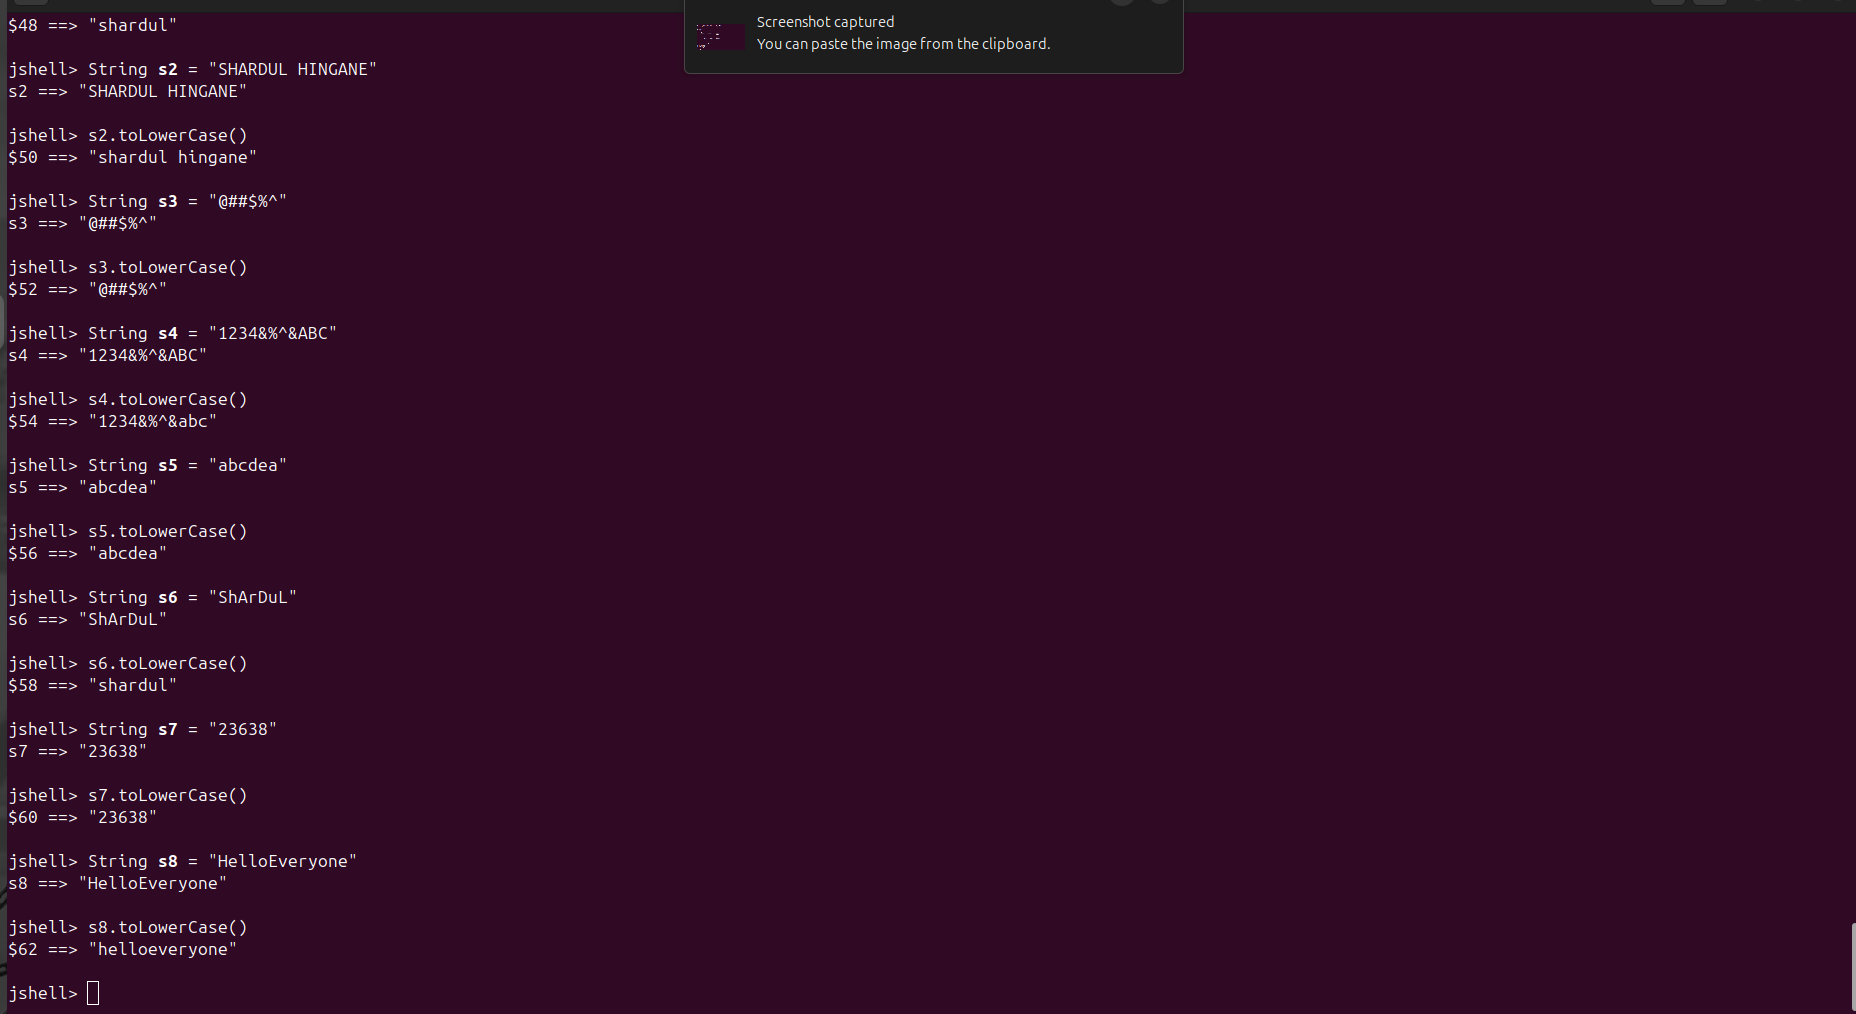 $48 ==> "shardul"
Screenshot captured
You can paste the image from the clipboard.
jshell> String s2 = "SHARDUL HINGANE"
s2 ==> "SHARDUL HINGANE"
jshell> s2.toLowerCase()
$50 ==> "shardul hingane"
jshell> String s3 = "@##$%^"
s3 ==> "@##$%^"
jshell> s3.toLowerCase()
$52 ==> "@##$%^"
jshell> String s4 = "1234&%^&ABC"
s4 ==> "1234&%^&ABC"
jshell> s4.toLowerCase()
$54 ==> "1234&%^&abc"
jshell> String s5 = "abcdea"
s5 ==> "abcdea"
jshell> s5.toLowerCase()
$56 ==> "abcdea"
jshell> String s6 = "ShArDuL"
s6 ==> "ShArDuL"
jshell> s6.toLowerCase()
$58 ==> "shardul"
jshell> String s7 = "23638"
s7 ==> "23638"
jshell> s7.toLowerCase()
$60 ==> "23638"
jshell> String s8 = "HelloEveryone"
s8 ==> "HelloEveryone"
jshell> s8.toLowerCase()
$62 ==> "helloeveryone"
jshell>